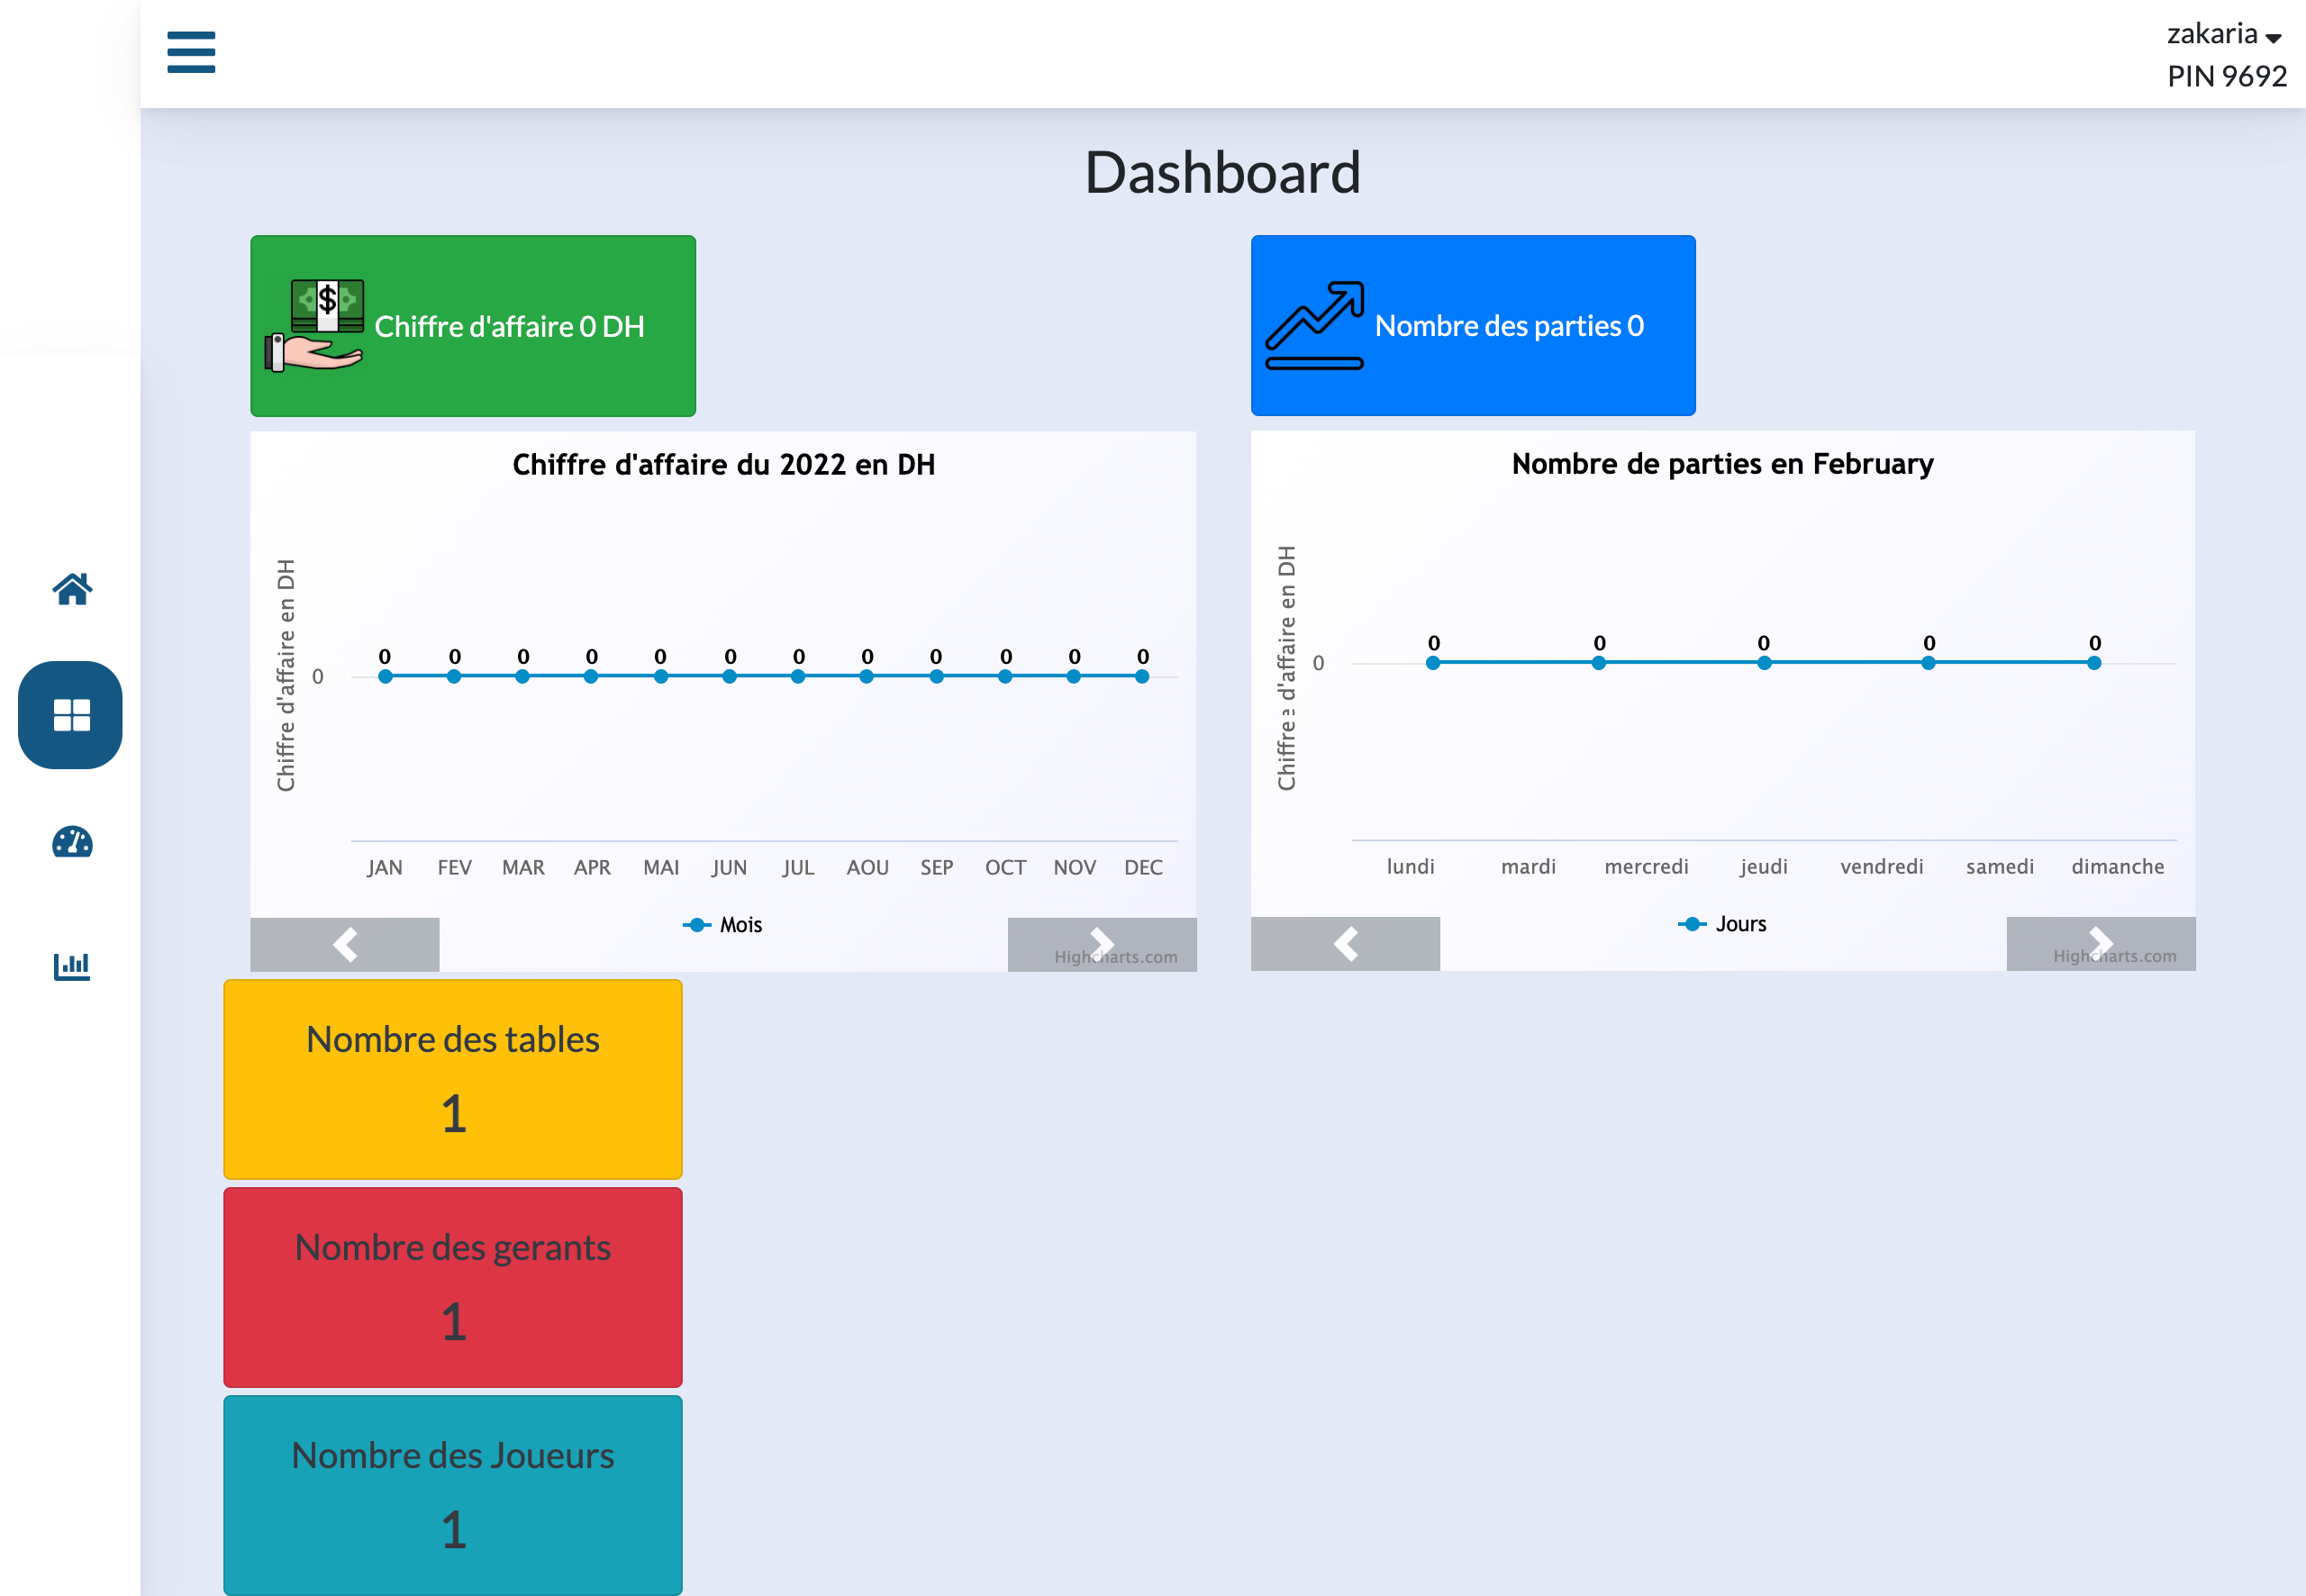 zakaria
PIN 9692
Dashboard
Chiffre d'affaire 0 DH
Nombre des parties 0
Chiffre d'affaire du 2022 en DH
Chiffre d'affaire en DH
0
0 0 0 0 0 0 0 0 0 0 0 0
JAN FEV MAR APR MAI JUN JUL AOU SEP OCT NOV DEC
Mois
Highcharts.com
Nombre de parties en February
Chiffre d'affaire en DH
0
0 0 0 0 0
lundi mardi mercredi jeudi vendredi samedi dimanche
Jours
Highcharts.com
Nombre des tables
1
Nombre des gerants
1
Nombre des Joueurs
1